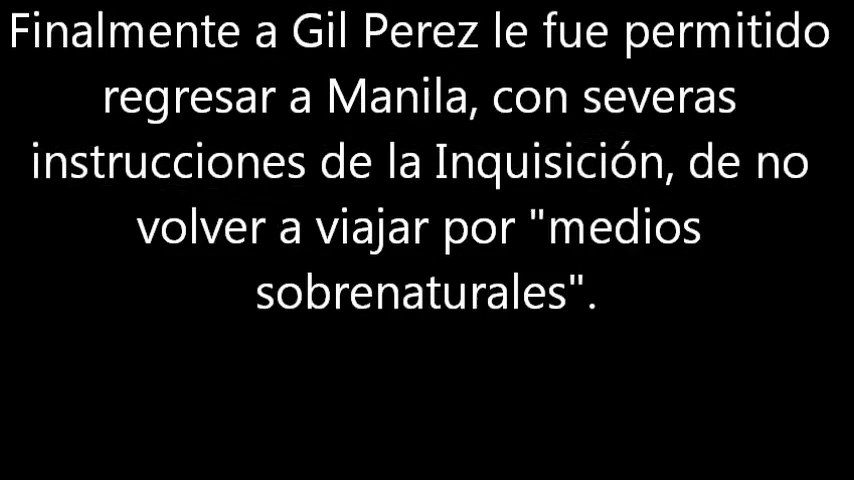 Finalmente a Gil Perez le fue permitido
regresar a Manila, con severas
instrucciones de la Inquisición, de no
volver a viajar por "medios
sobrenaturales".